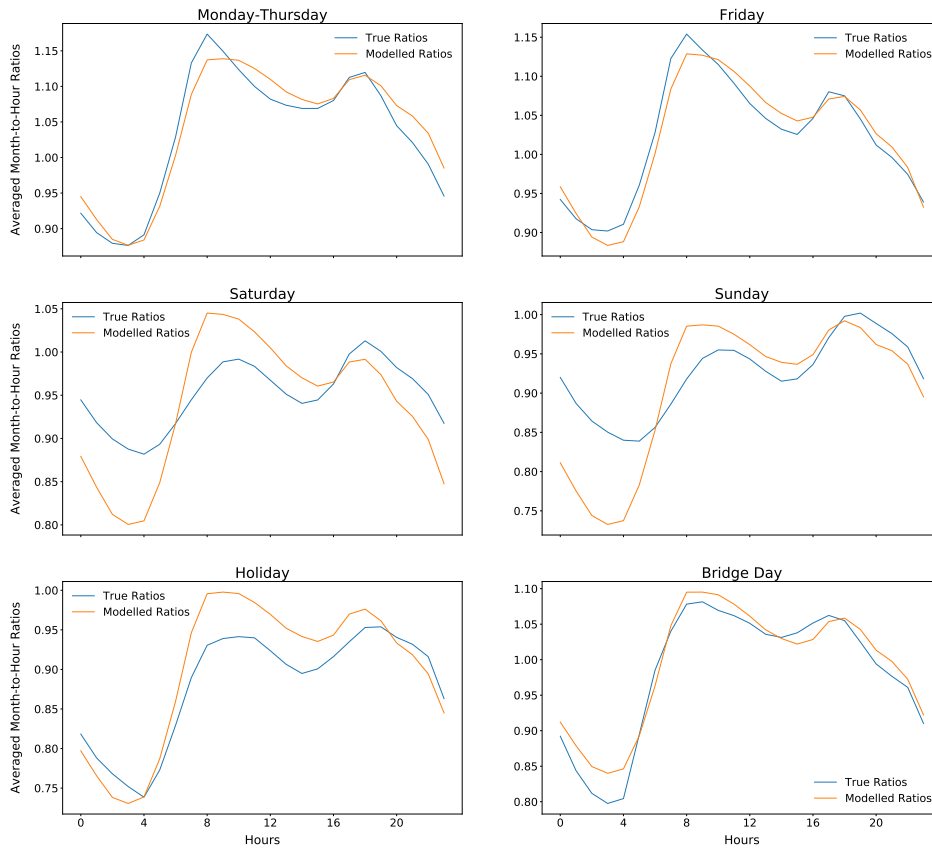 Monday-Thursday
Averaged Month-to-Hour Ratios
1.15
1.10
1.05
1.00
0.95
0.90
True Ratios
Modelled Ratios
Friday
1.15
1.10
1.05
1.00
0.95
0.90
True Ratios
Modelled Ratios
Saturday
Averaged Month-to-Hour Ratios
1.05
1.00
0.95
0.90
0.85
0.80
True Ratios
Modelled Ratios
Sunday
1.00
0.95
0.90
0.85
0.80
0.75
True Ratios
Modelled Ratios
Holiday
Averaged Month-to-Hour Ratios
1.00
0.95
0.90
0.85
0.80
0.75
True Ratios
Modelled Ratios
0 4 8 12 16 20
Hours
Bridge Day
1.10
1.05
1.00
0.95
0.90
0.85
0.80
True Ratios
Modelled Ratios
0 4 8 12 16 20
Hours